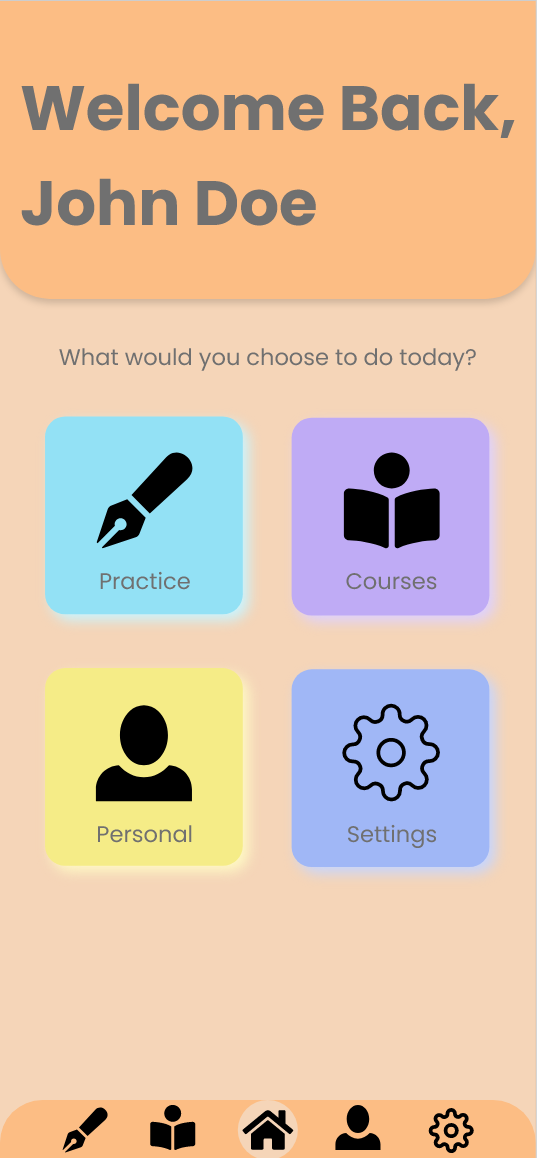 Welcome Back,
John Doe
What would you choose to do today?
Practice
Courses
Personal
Settings